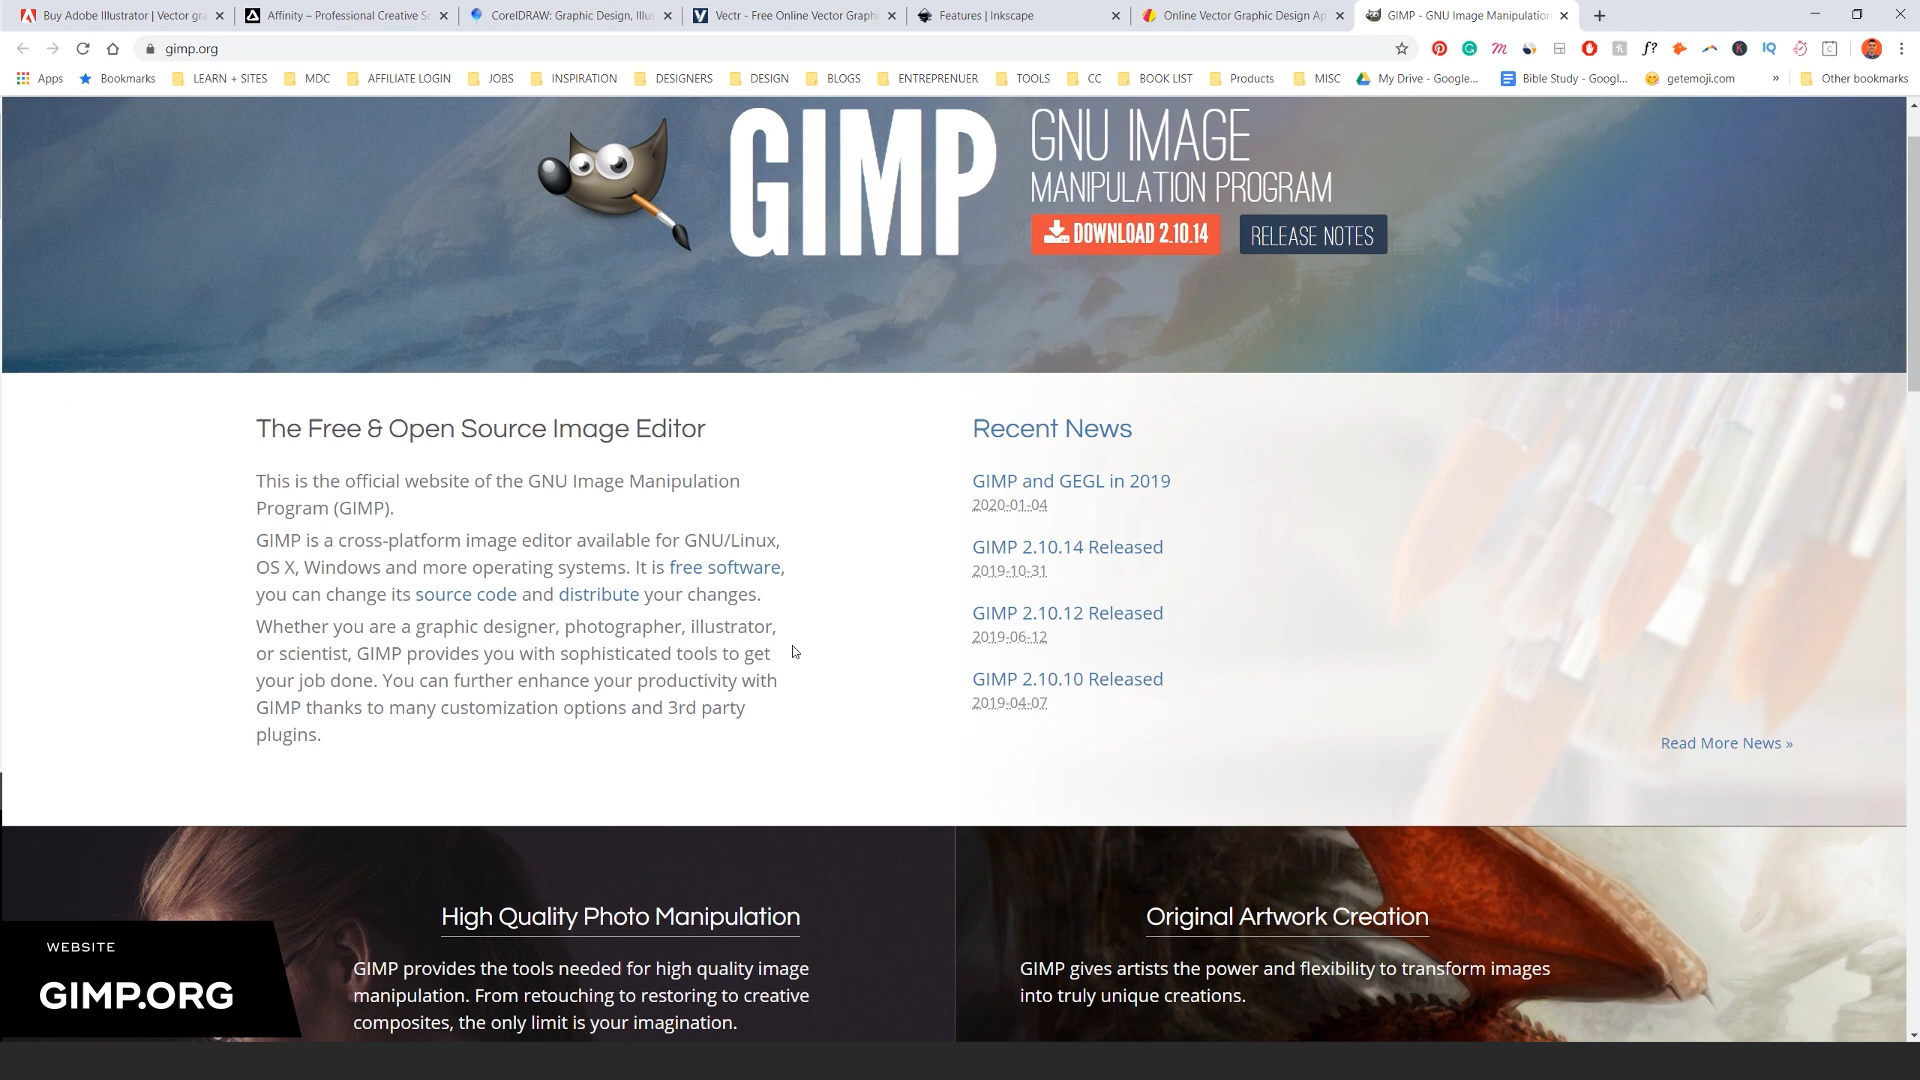 Buy Adobe Illustrator | Vector gra
Affinity – Professional Creative So
CorelDRAW: Graphic Design, Illus
Vectr - Free Online Vector Graphi
Features | Inkscape
Online Vector Graphic Design Ap
GIMP - GNU Image Manipulation
gimp.org
Apps
Bookmarks
LEARN + SITES
MDC
AFFILIATE LOGIN
JOBS
INSPIRATION
DESIGNERS
DESIGN
BLOGS
ENTREPRENUER
TOOLS
CC
BOOK LIST
Products
MISC
My Drive - Google...
Bible Study - Googl...
getemoji.com
»
Other bookmarks
GIMP
GNU IMAGE
MANIPULATION PROGRAM
DOWNLOAD 2.10.14
RELEASE NOTES
The Free & Open Source Image Editor
This is the official website of the GNU Image Manipulation
Program (GIMP).
GIMP is a cross-platform image editor available for GNU/Linux,
OS X, Windows and more operating systems. It is free software,
you can change its source code and distribute your changes.
Whether you are a graphic designer, photographer, illustrator,
or scientist, GIMP provides you with sophisticated tools to get
your job done. You can further enhance your productivity with
GIMP thanks to many customization options and 3rd party
plugins.
Recent News
GIMP and GEGL in 2019
2020-01-04
GIMP 2.10.14 Released
2019-10-31
GIMP 2.10.12 Released
2019-06-12
GIMP 2.10.10 Released
2019-04-07
Read More News »
High Quality Photo Manipulation
GIMP provides the tools needed for high quality image
manipulation. From retouching to restoring to creative
composites, the only limit is your imagination.
Original Artwork Creation
GIMP gives artists the power and flexibility to transform images
into truly unique creations.
WEBSITE
GIMP.ORG